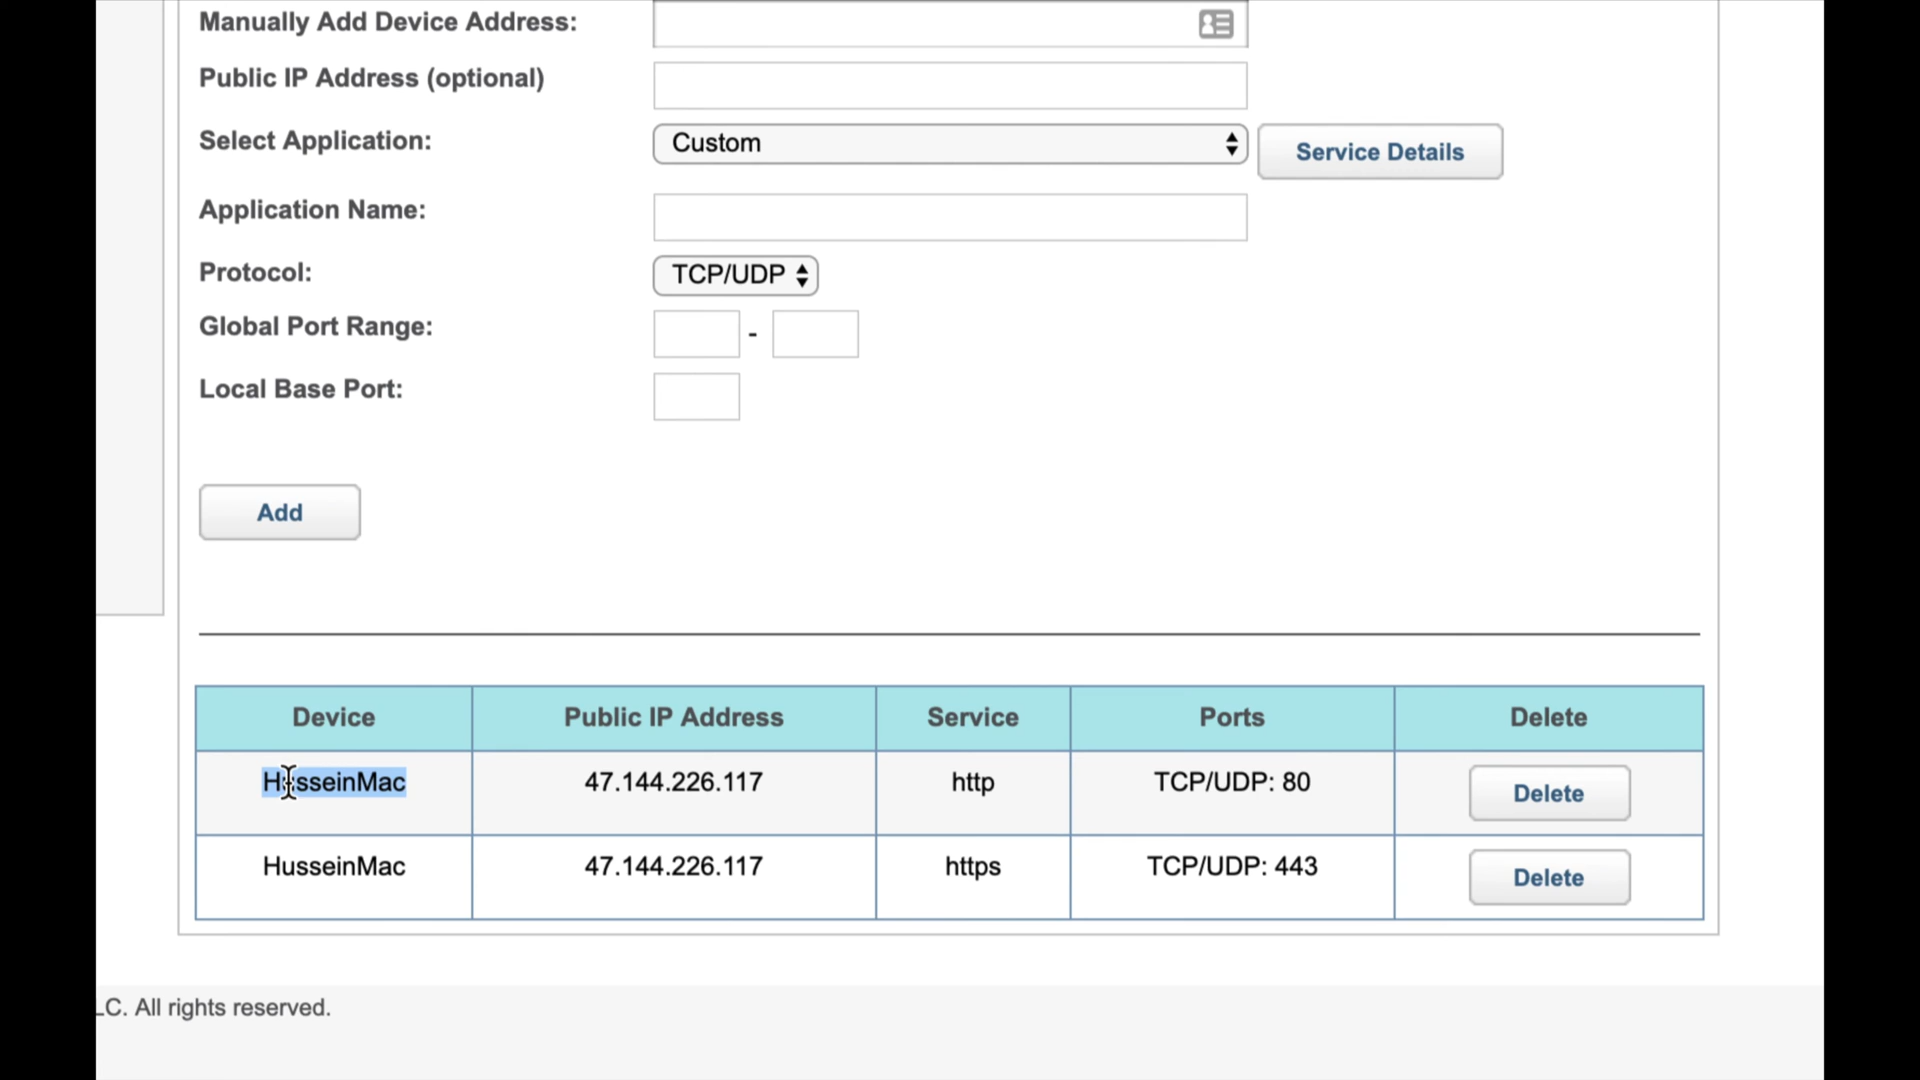 Manually Add Device Address:
Public IP Address (optional)
Select Application: Custom Service Details
Application Name:
Protocol: TCP/UDP
Global Port Range: -
Local Base Port:
Add
Device Public IP Address Service Ports Delete
HusseinMac 47.144.226.117 http TCP/UDP: 80 Delete
HusseinMac 47.144.226.117 https TCP/UDP: 443 Delete
LC. All rights reserved.